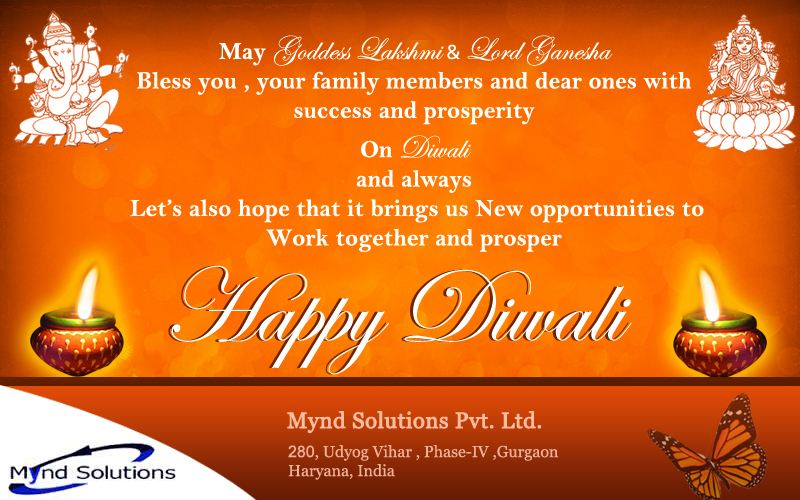 May Goddess Lakshmi & Lord Ganesha
Bless you , your family members and dear ones with
success and prosperity
On Diwali
and always
Let's also hope that it brings us New opportunities to
Work together and prosper
Happy Diwali
Mynd Solutions Pvt. Ltd.
280, Udyog Vihar , Phase-IV ,Gurgaon
Haryana, India
Mynd Solutions